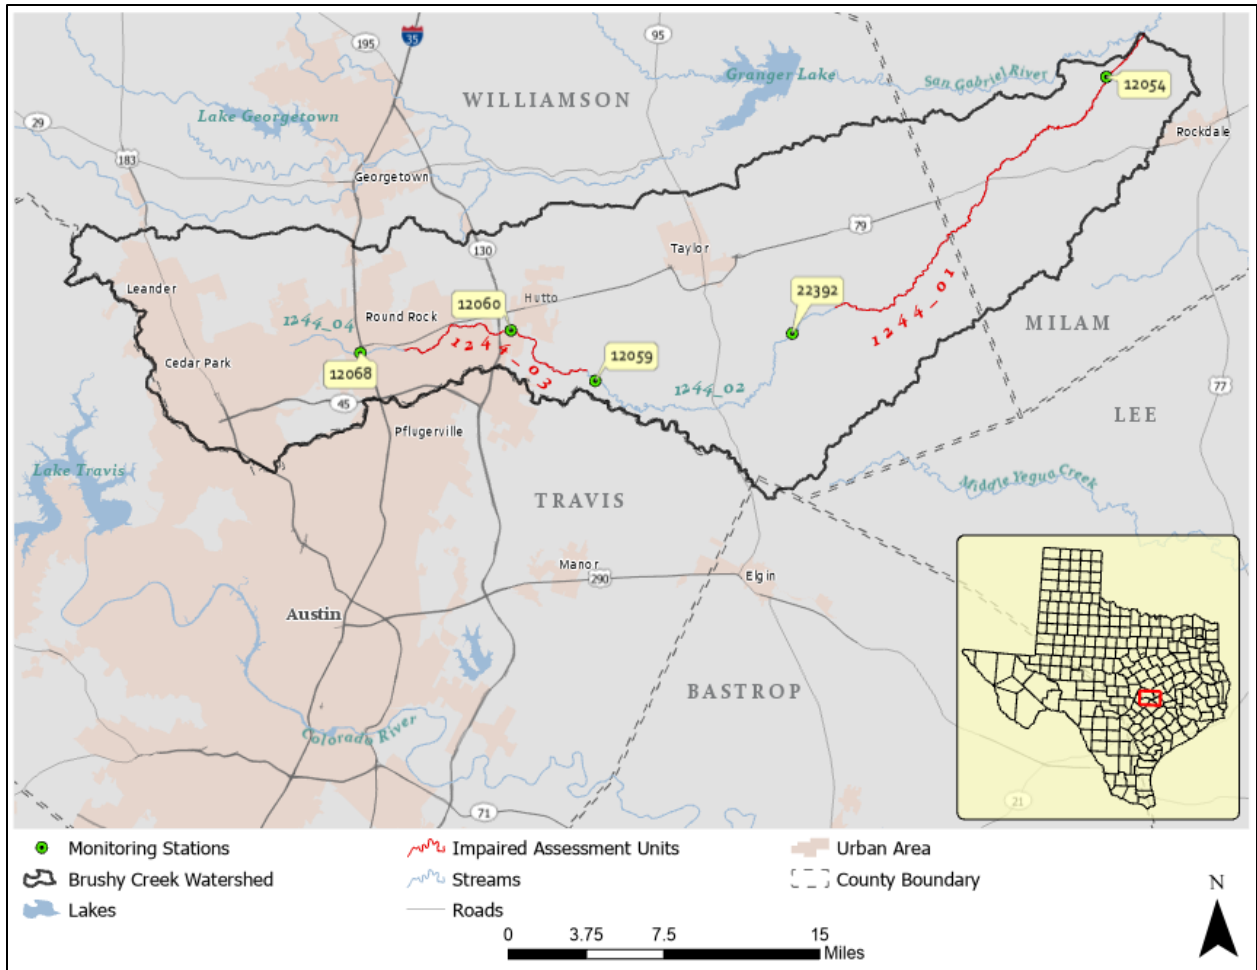 195
35
95
Granger Lake
San Gabriel River
12054
WILLIAMSON
Lake Georgetown
29
183
Rockdale
Georgetown
79
130
Taylor
Leander
22392
12060
Hutto
1244_04
Round Rock
1244_01
MILAM
1244_03
Cedar Park
12059
12068
1244_02
77
45
LEE
Pflugerville
Lake Travis
Middle Yegua Creek
TRAVIS
Manor
290
Elgin
Austin
BASTROP
Colorado River
21
71
Monitoring Stations
Impaired Assessment Units
Urban Area
Brushy Creek Watershed
Streams
County Boundary
Lakes
Roads
N
0 3.75 7.5 15
Miles